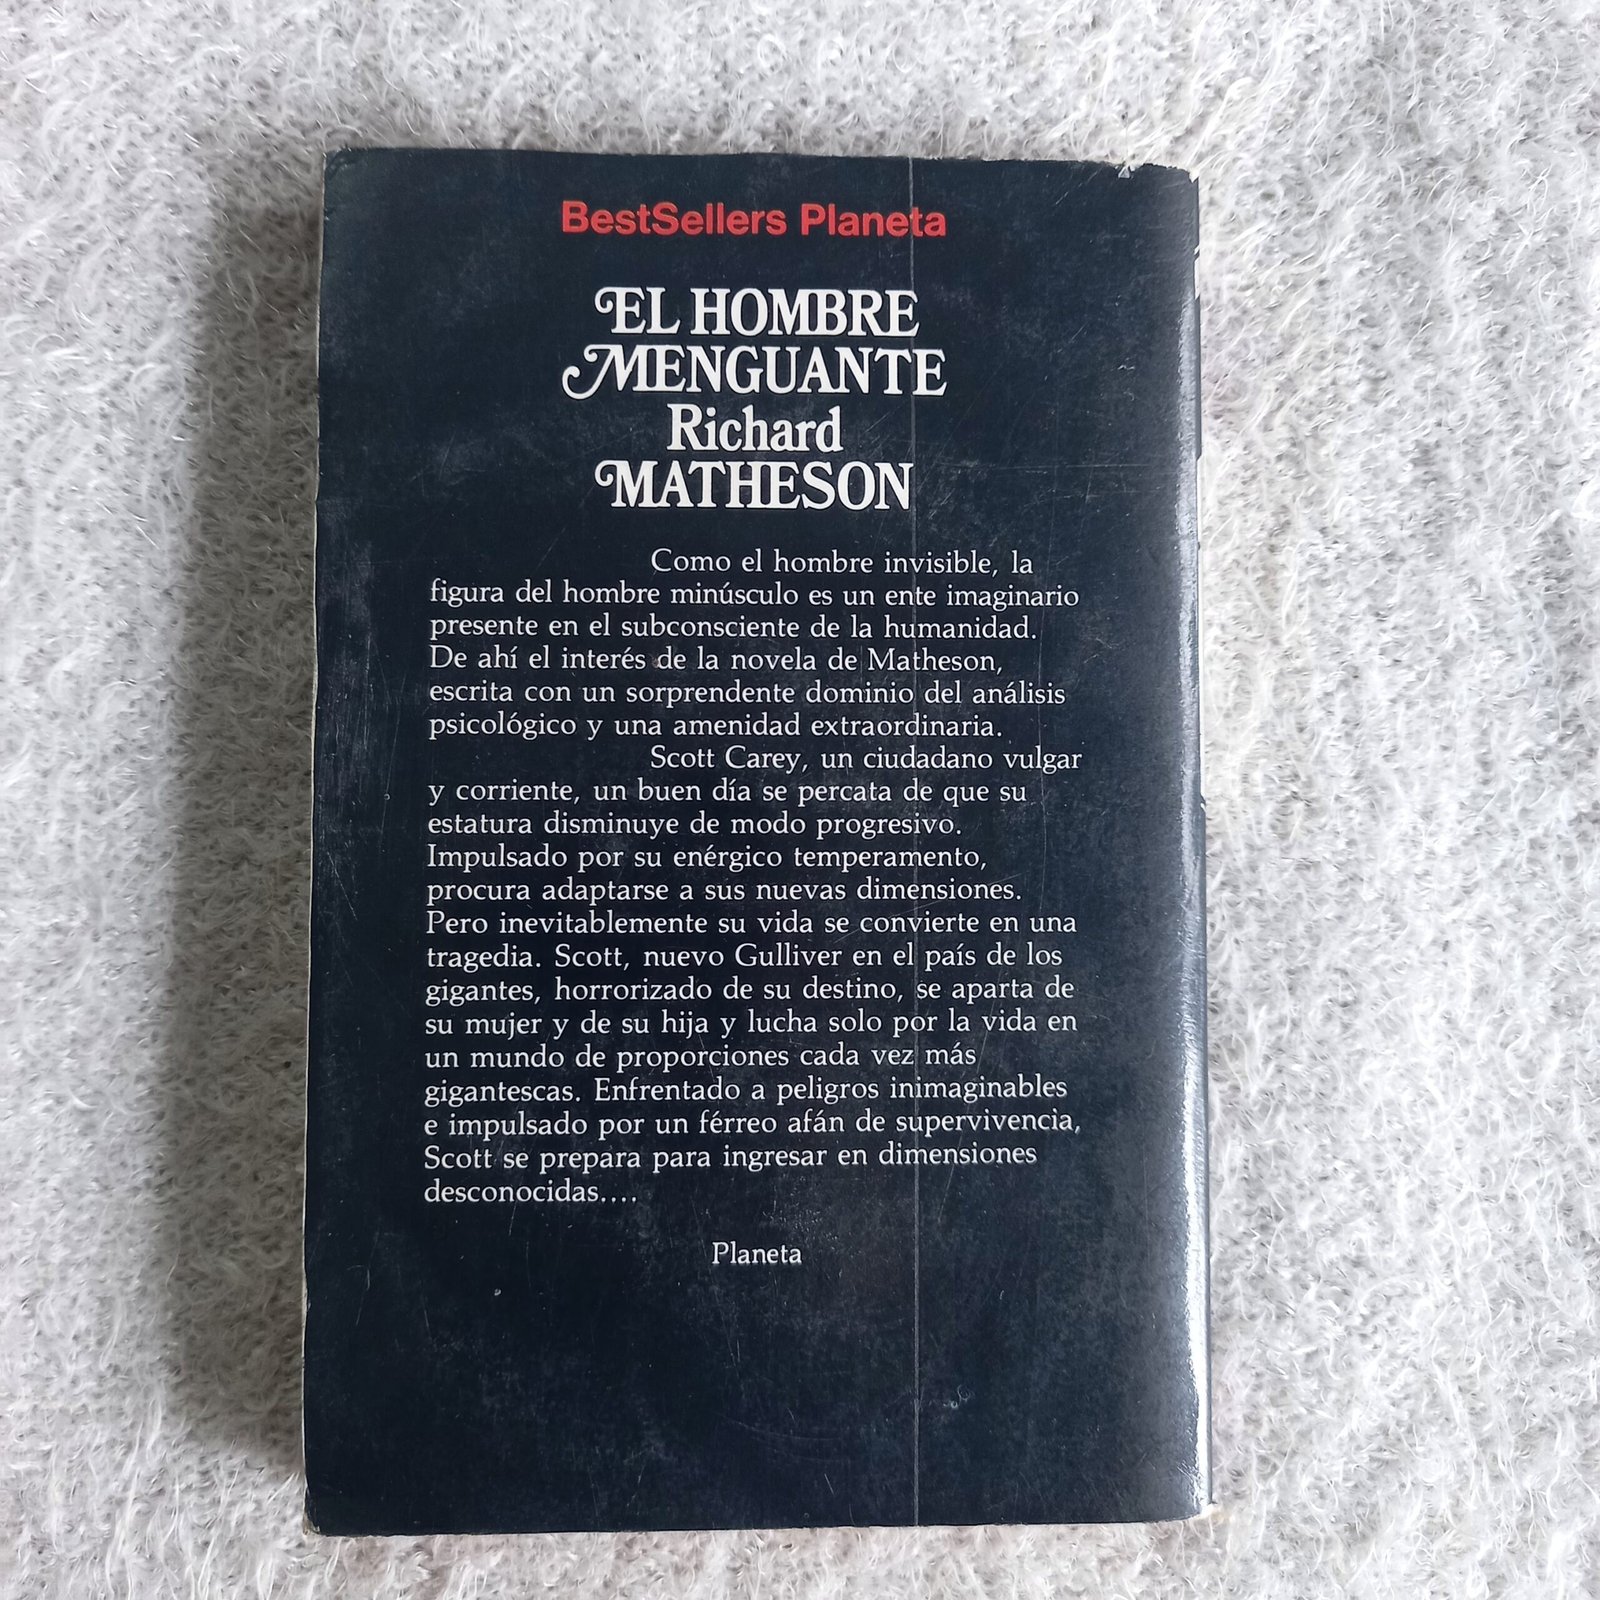 BestSellers Planeta
EL HOMBRE
MENGUANTE
Richard
MATHESON
Como el hombre invisible, la
figura del hombre minúsculo es un ente imaginario
presente en el subconsciente de la humanidad.
De ahí el interés de la novela de Matheson,
escrita con un sorprendente dominio del análisis
psicológico y una amenidad extraordinaria.
Scott Carey, un ciudadano vulgar
y corriente, un buen día se percata de que su
estatura disminuye de modo progresivo.
Impulsado por su enérgico temperamento,
procura adaptarse a sus nuevas dimensiones.
Pero inevitablemente su vida se convierte en una
tragedia. Scott, nuevo Gulliver en el país de los
gigantes, horrorizado de su destino, se aparta de
su mujer y de su hija y lucha solo por la vida en
un mundo de proporciones cada vez más
gigantescas. Enfrentado a peligros inimaginables
e impulsado por un férreo afán de supervivencia,
Scott se prepara para ingresar en dimensiones
desconocidas....
Planeta